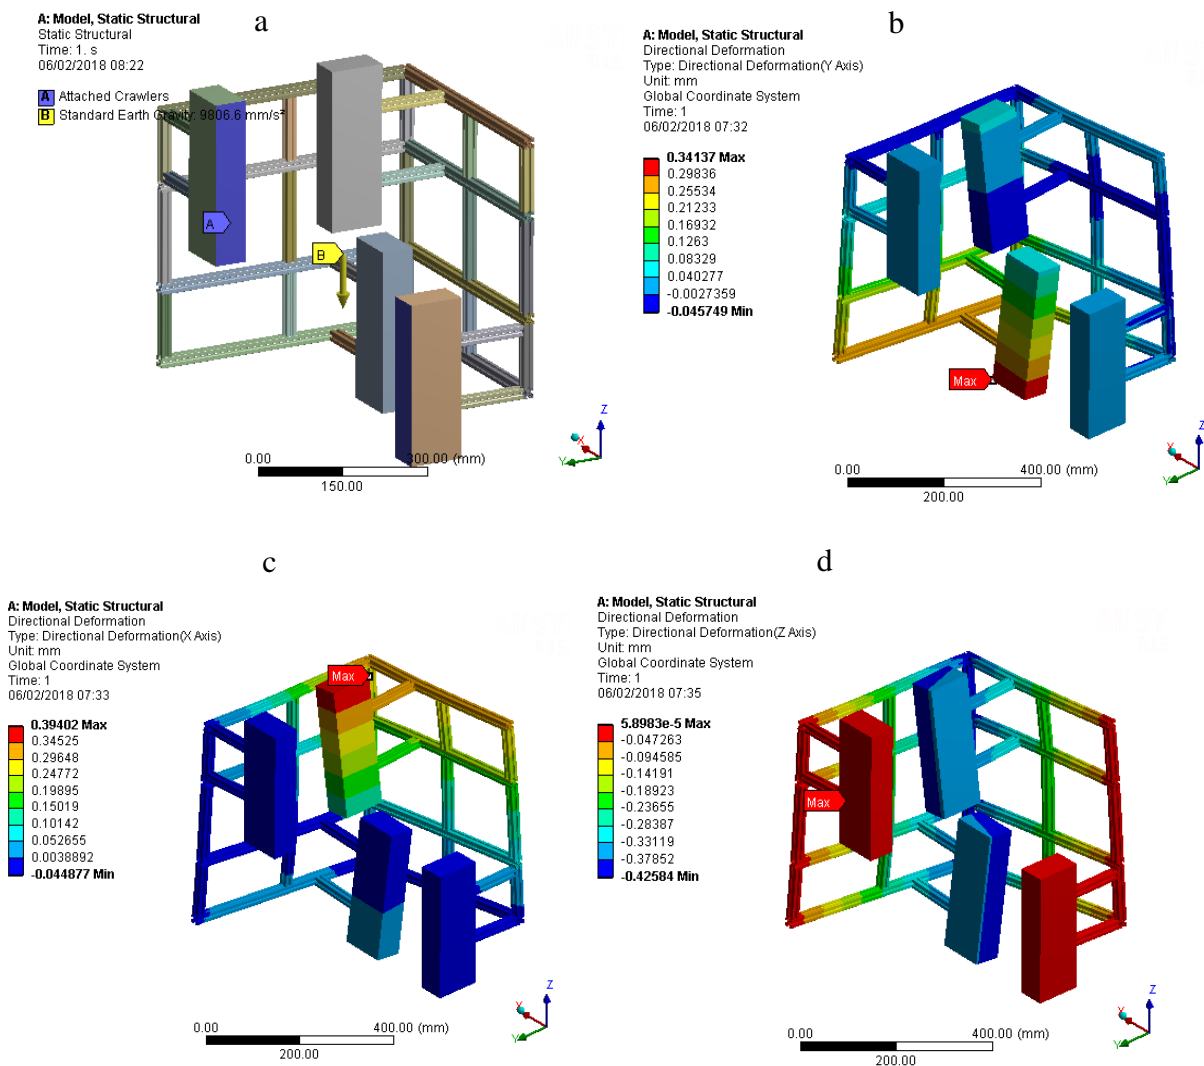 a
A: Model, Static Structural
Static Structural
Time: 1. s
06/02/2018 08:22
A Attached Crawlers
B Standard Earth Gravity: 9806.6 mm/s²
A
B
Z
X
Y
0.00 300.00 (mm)
150.00
b
A: Model, Static Structural
Directional Deformation
Type: Directional Deformation(Y Axis)
Unit: mm
Global Coordinate System
Time: 1
06/02/2018 07:32
0.34137 Max
0.29836
0.25534
0.21233
0.16932
0.1263
0.08329
0.040277
-0.0027359
-0.045749 Min
Max
Z
X
Y
0.00 400.00 (mm)
200.00
c
A: Model, Static Structural
Directional Deformation
Type: Directional Deformation(X Axis)
Unit: mm
Global Coordinate System
Time: 1
06/02/2018 07:33
0.39402 Max
0.34525
0.29648
0.24772
0.19895
0.15019
0.10142
0.052655
0.0038892
-0.044877 Min
Max
Z
X
Y
0.00 400.00 (mm)
200.00
d
A: Model, Static Structural
Directional Deformation
Type: Directional Deformation(Z Axis)
Unit: mm
Global Coordinate System
Time: 1
06/02/2018 07:35
5.8983e-5 Max
-0.047263
-0.094585
-0.14191
-0.18923
-0.23655
-0.28387
-0.33119
-0.37852
-0.42584 Min
Max
Z
X
Y
0.00 400.00 (mm)
200.00